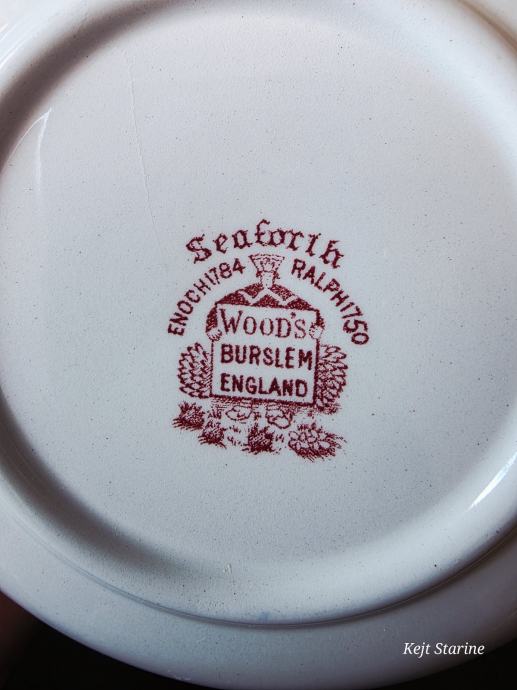 Seaforth
ENOCH 1784 RALPH 1750
WOOD'S
BURSLEM
ENGLAND
Kejt Starine